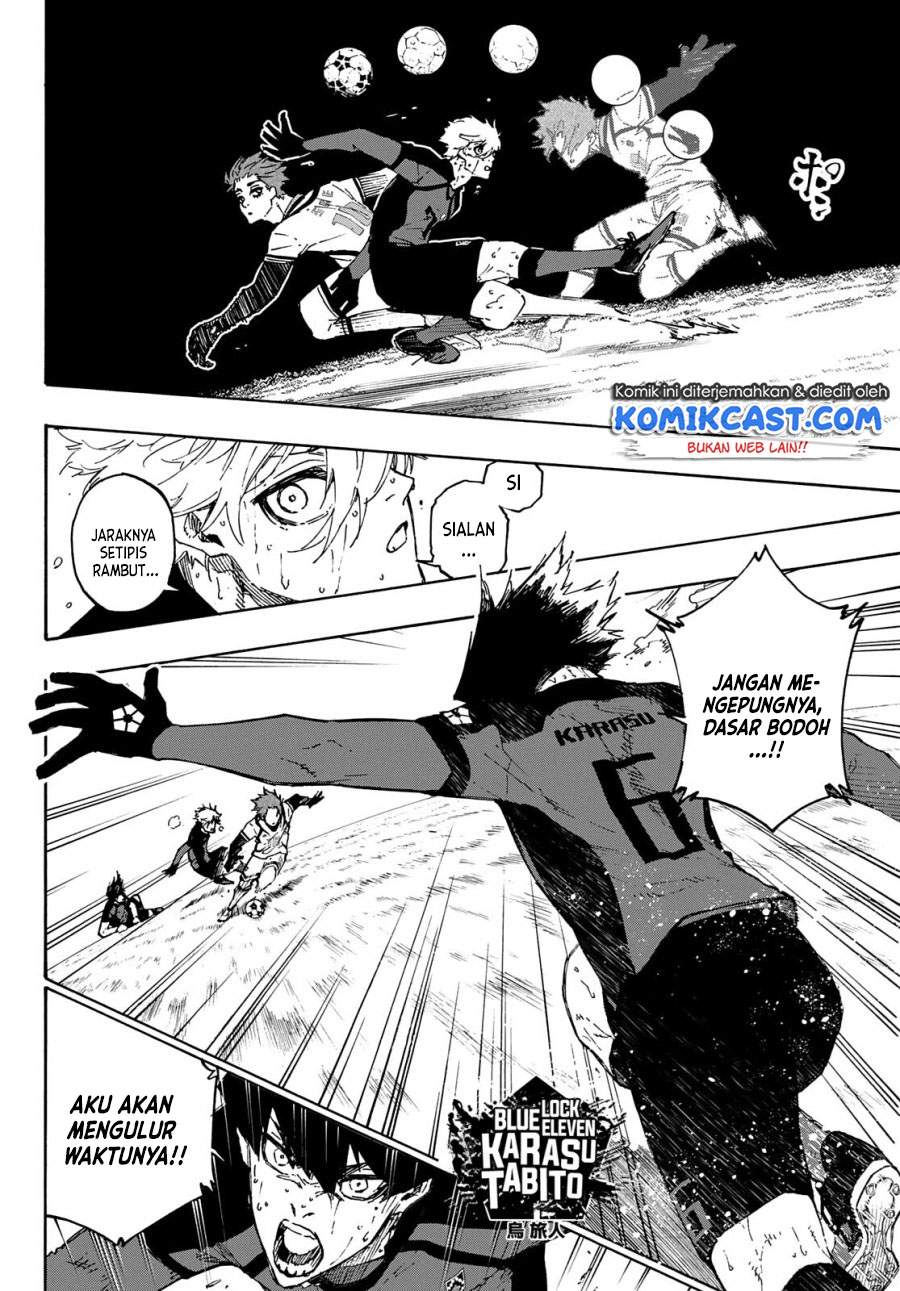 Komik ini diterjemahkan & diedit oleh
KOMIKCAST.COM
BUKAN WEB LAIN!!
SI
SIALAN
...
JARAKNYA
SETIPIS
RAMBUT...
JANGAN ME-
NGEPUNGNYA,
DASAR BODOH
...!!
KARASU
6
AKU AKAN
MENGULUR
WAKTUNYA!!
BLUE LOCK
ELEVEN
KARASU
TABITO
烏 旅人